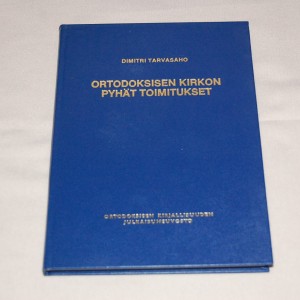 DIMITRI TARVASAHO
ORTODOKSISEN KIRKON
PYHÄT TOIMITUKSET
ORTODOKSISEN KIRJALLISUUDEN
JULKAISUNEUVOSTO